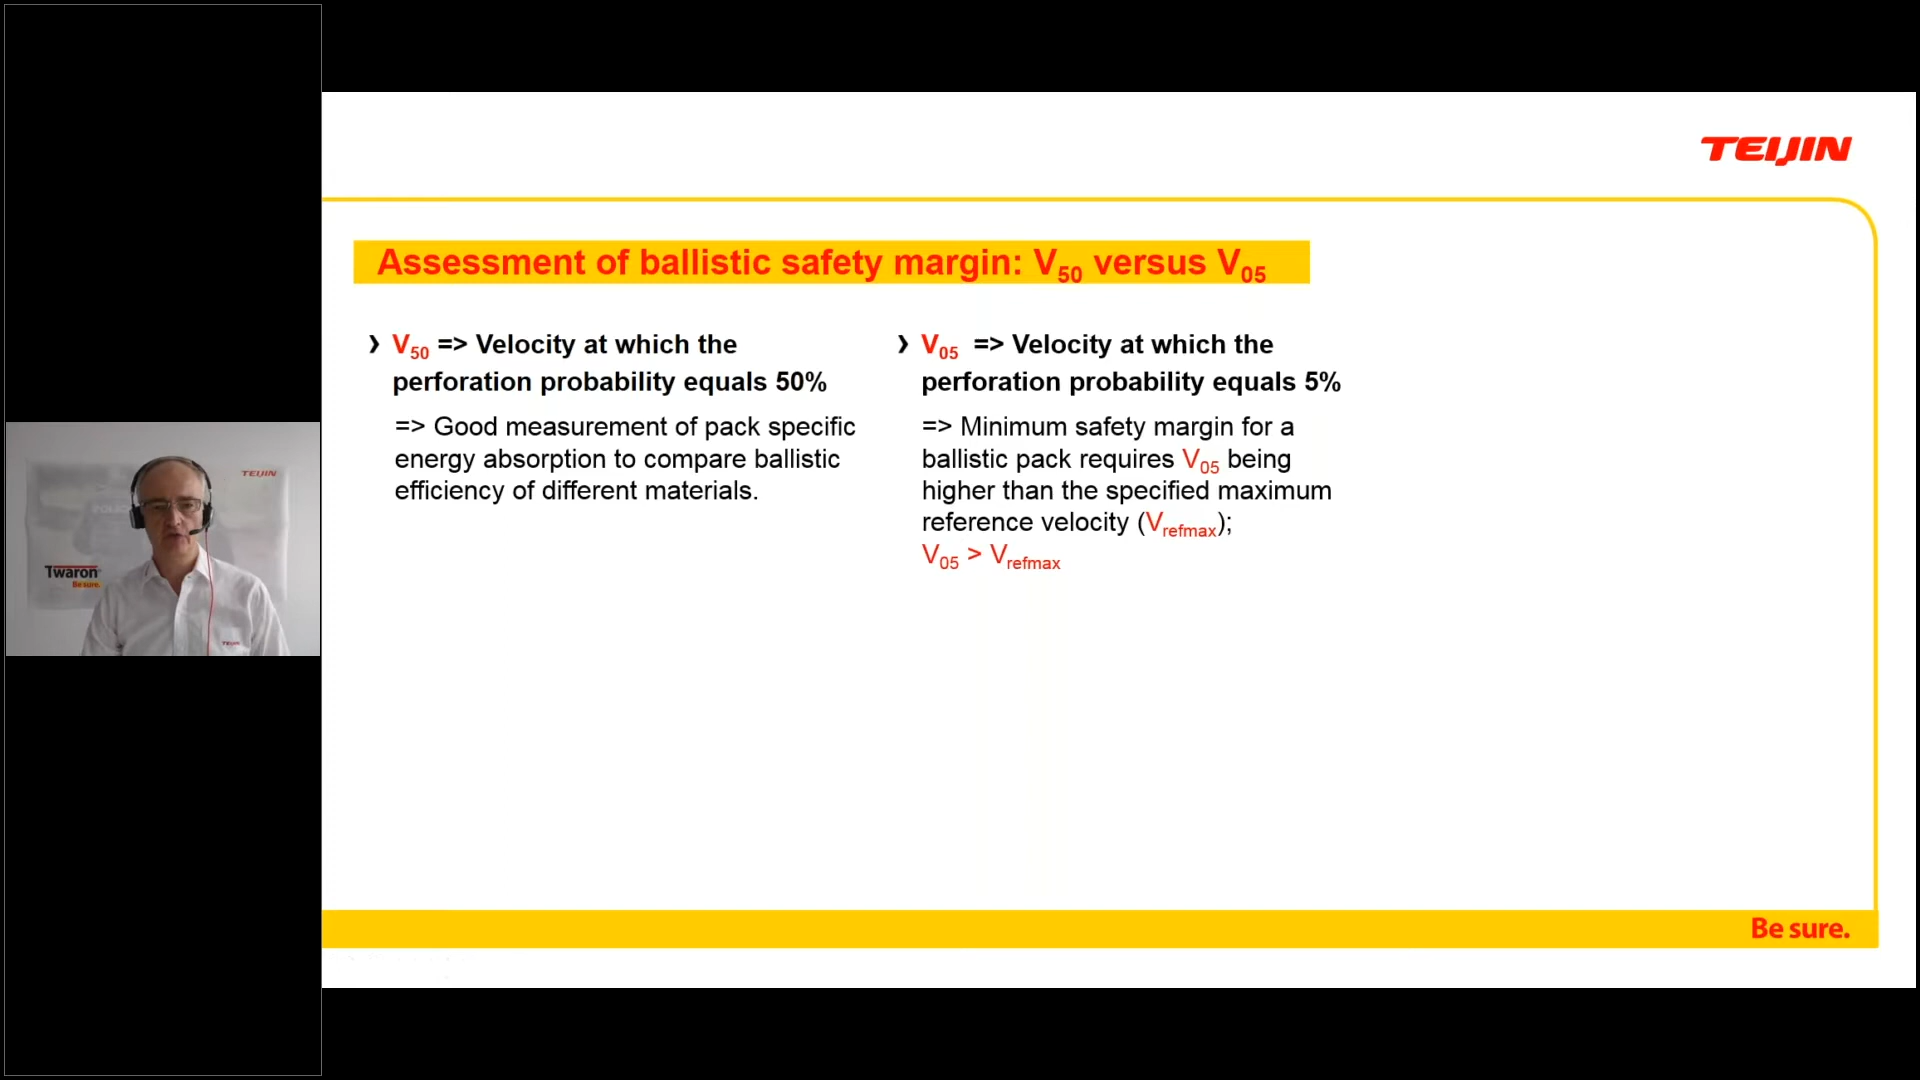 TEIJIN
Assessment of ballistic safety margin: V50 versus V05
❯ V50 => Velocity at which the
perforation probability equals 50%
=> Good measurement of pack specific
energy absorption to compare ballistic
efficiency of different materials.
❯ V05 => Velocity at which the
perforation probability equals 5%
=> Minimum safety margin for a
ballistic pack requires V05 being
higher than the specified maximum
reference velocity (Vrefmax);
V05 > Vrefmax
TEIJIN
Twaron
Be sure.
TEIJIN
Be sure.